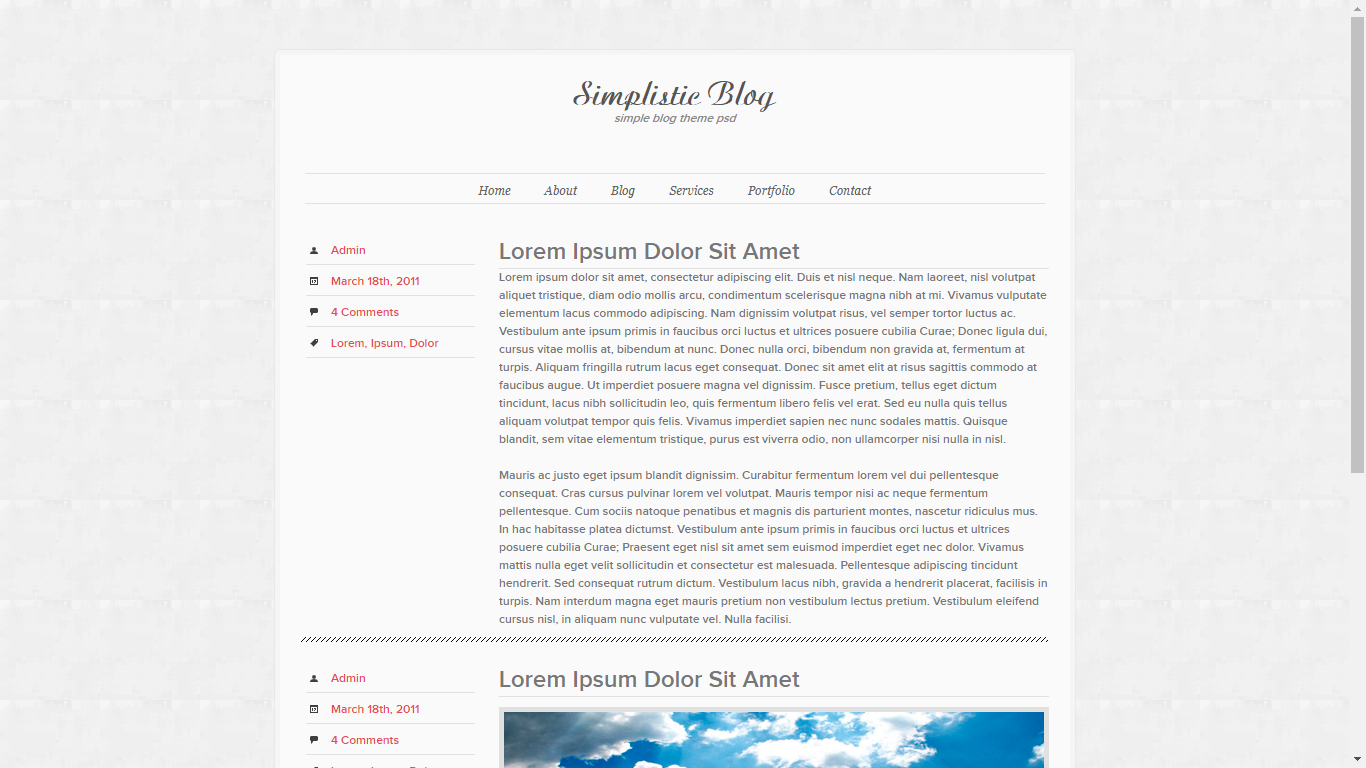 Simplistic Blog
simple blog theme psd
Home About Blog Services Portfolio Contact
Admin
March 18th, 2011
4 Comments
Lorem, Ipsum, Dolor
Lorem Ipsum Dolor Sit Amet
Lorem ipsum dolor sit amet, consectetur adipiscing elit. Duis et nisl neque. Nam laoreet, nisl volutpat
aliquet tristique, diam odio mollis arcu, condimentum scelerisque magna nibh at mi. Vivamus vulputate
elementum lacus commodo adipiscing. Nam dignissim volutpat risus, vel semper tortor luctus ac.
Vestibulum ante ipsum primis in faucibus orci luctus et ultrices posuere cubilia Curae; Donec ligula dui,
cursus vitae mollis at, bibendum at nunc. Donec nulla orci, bibendum non gravida at, fermentum at
turpis. Aliquam fringilla rutrum lacus eget consequat. Donec sit amet elit at risus sagittis commodo at
faucibus augue. Ut imperdiet posuere magna vel dignissim. Fusce pretium, tellus eget dictum
tincidunt, lacus nibh sollicitudin leo, quis fermentum libero felis vel erat. Sed eu nulla quis tellus
aliquam volutpat tempor quis felis. Vivamus imperdiet sapien nec nunc sodales mattis. Quisque
blandit, sem vitae elementum tristique, purus est viverra odio, non ullamcorper nisi nulla in nisl.
Mauris ac justo eget ipsum blandit dignissim. Curabitur fermentum lorem vel dui pellentesque
consequat. Cras cursus pulvinar lorem vel volutpat. Mauris tempor nisi ac neque fermentum
pellentesque. Cum sociis natoque penatibus et magnis dis parturient montes, nascetur ridiculus mus.
In hac habitasse platea dictumst. Vestibulum ante ipsum primis in faucibus orci luctus et ultrices
posuere cubilia Curae; Praesent eget nisl sit amet sem euismod imperdiet eget nec dolor. Vivamus
mattis nulla eget velit sollicitudin et consectetur est malesuada. Pellentesque adipiscing tincidunt
hendrerit. Sed consequat rutrum dictum. Vestibulum lacus nibh, gravida a hendrerit placerat, facilisis in
turpis. Nam interdum magna eget mauris pretium non vestibulum lectus pretium. Vestibulum eleifend
cursus nisl, in aliquam nunc vulputate vel. Nulla facilisi.
Admin
March 18th, 2011
4 Comments
Lorem Ipsum Dolor Sit Amet